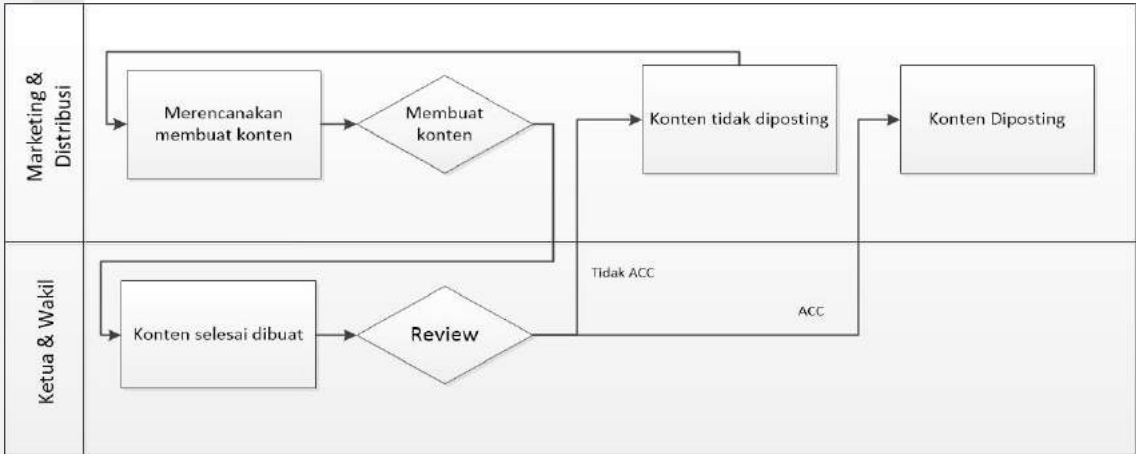 Marketing &
Distribusi
Merencanakan
membuat konten
Membuat
konten
Konten tidak diposting
Konten Diposting
Ketua & Wakil
Konten selesai dibuat
Review
Tidak ACC
ACC